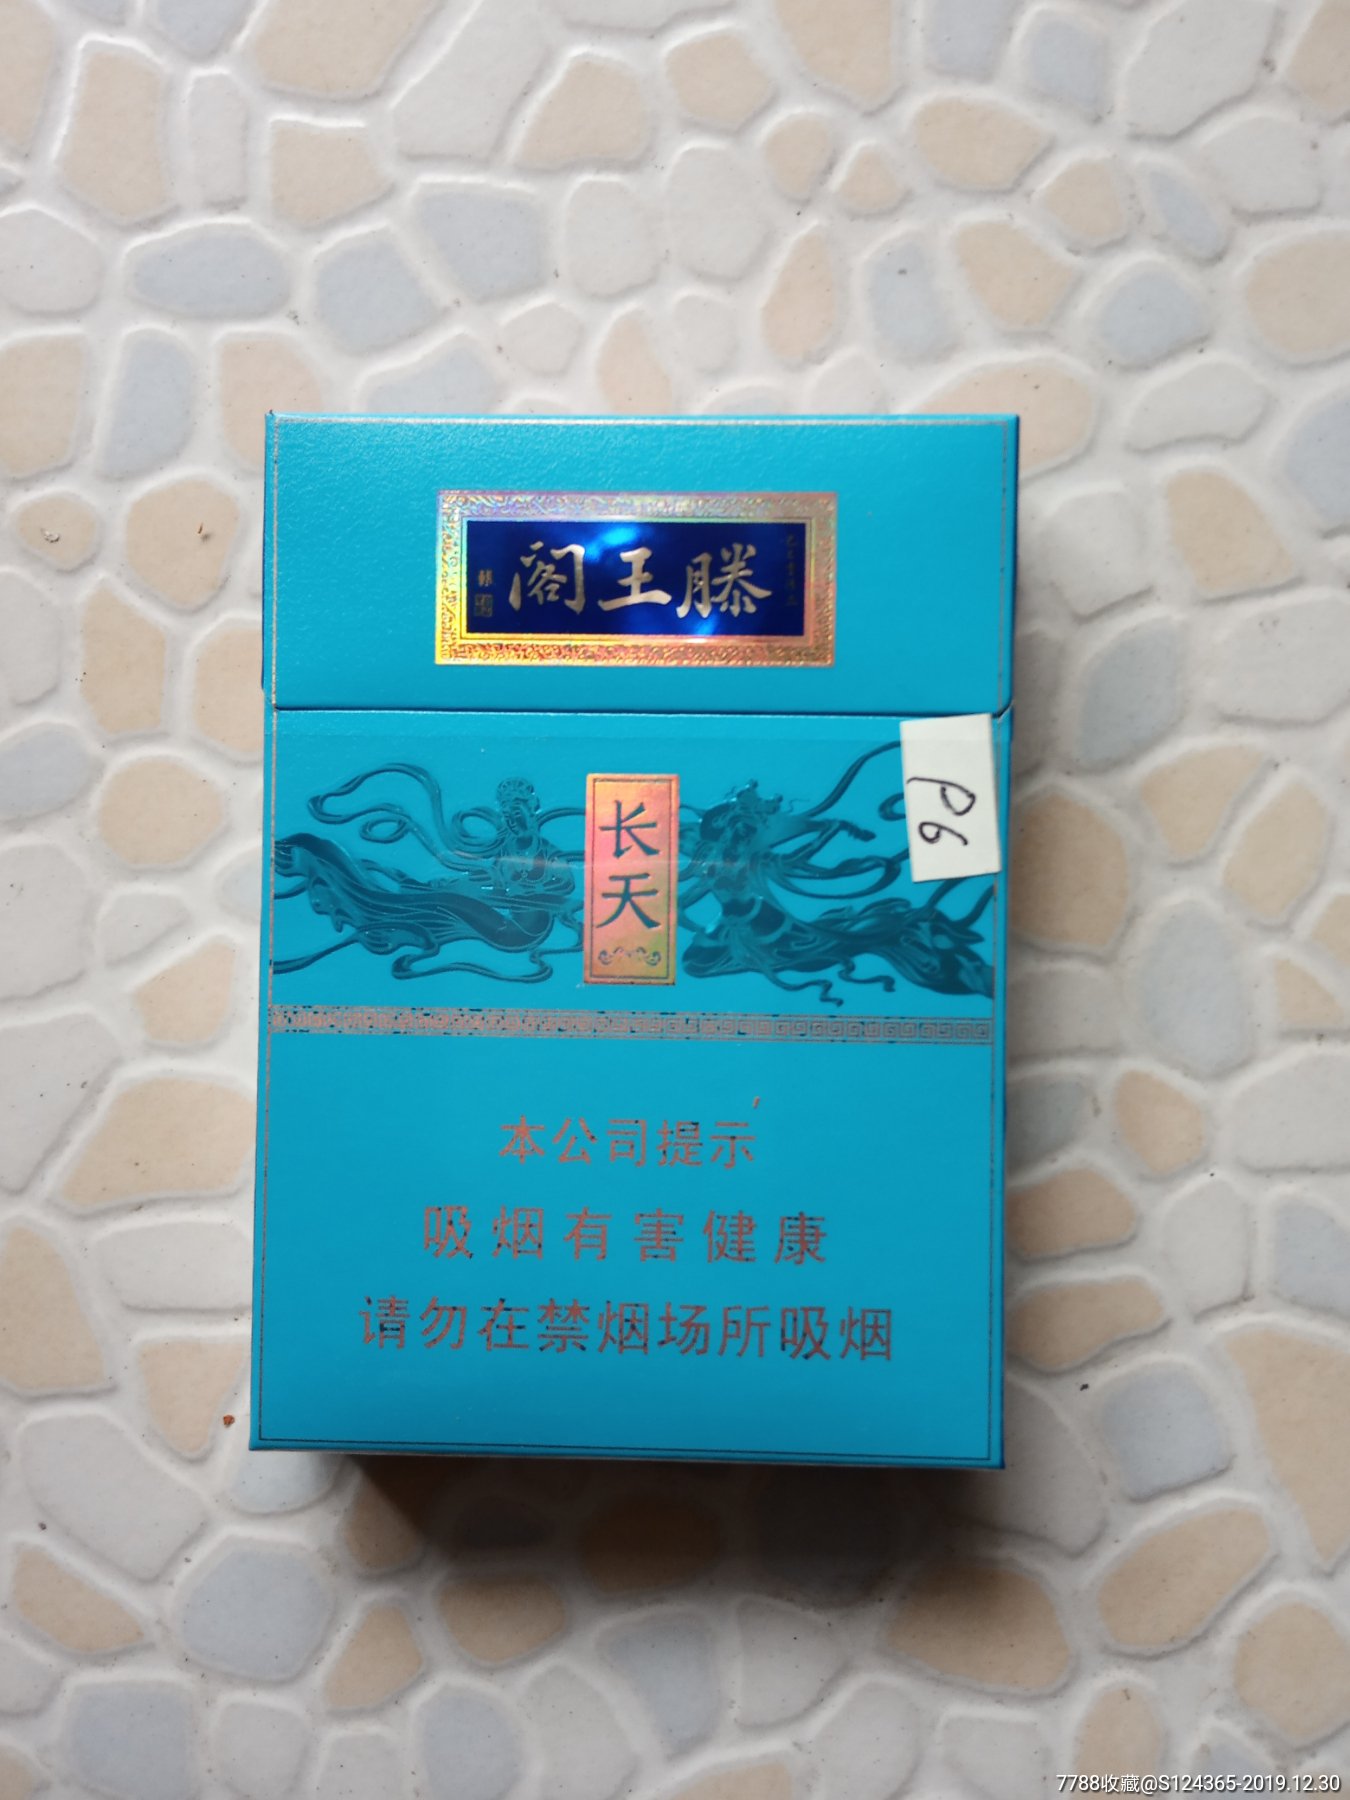 阁王滕
长天
P6
本公司提示
吸烟有害健康
请勿在禁烟场所吸烟
7788收藏@S124365-2019.12.30